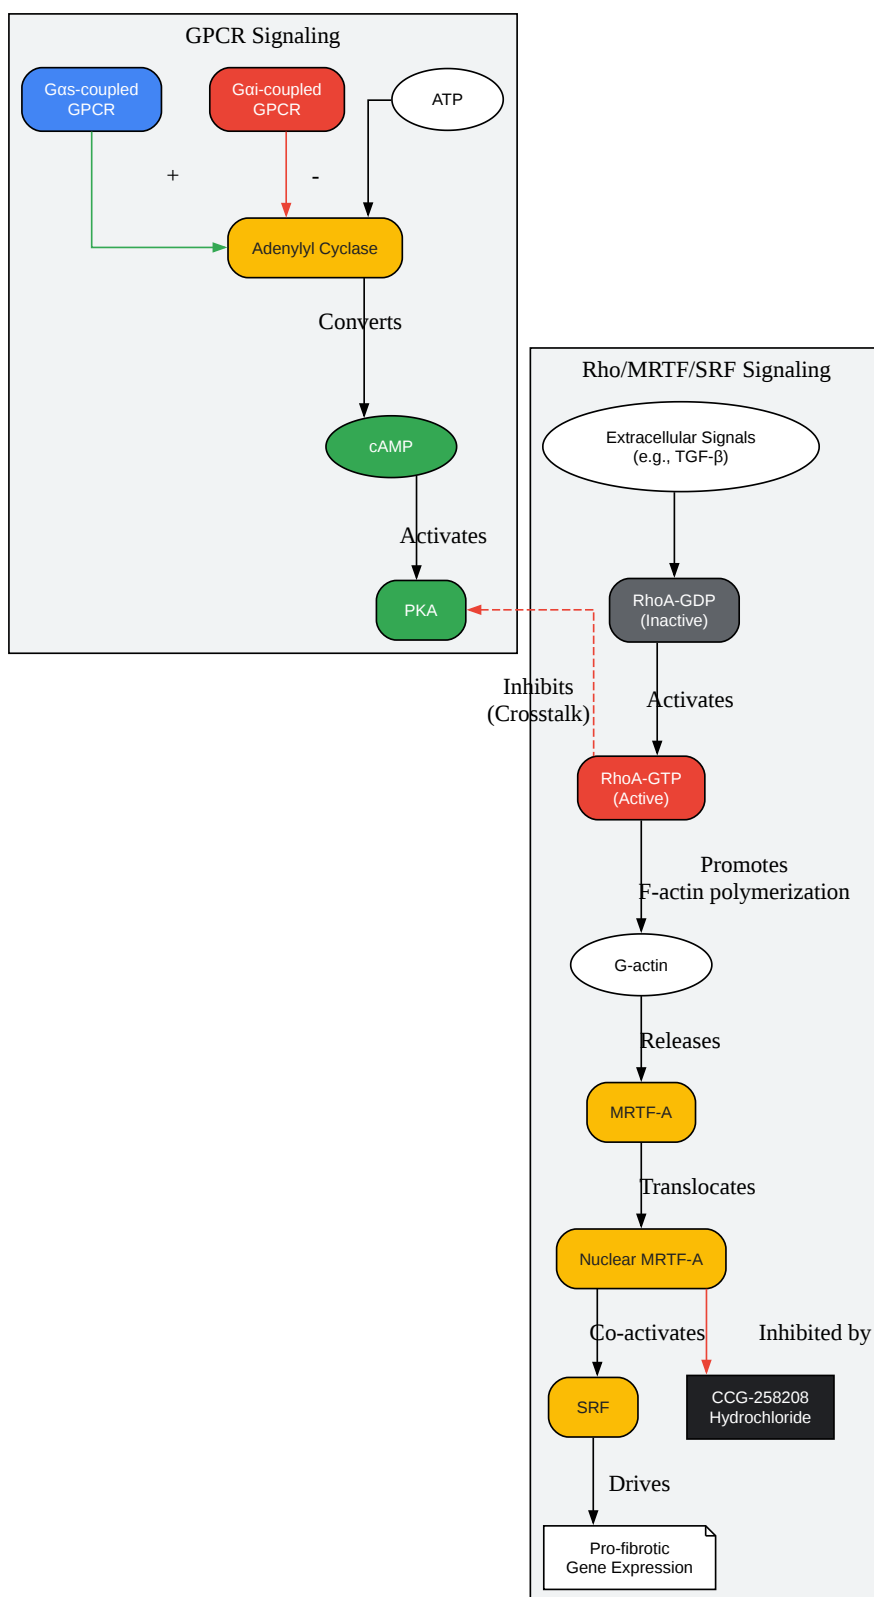 GPCR Signaling
Gαs-coupled
GPCR
Gαi-coupled
GPCR
ATP
+
-
Adenylyl Cyclase
Converts
cAMP
Activates
PKA
Rho/MRTF/SRF Signaling
Extracellular Signals
(e.g., TGF-β)
RhoA-GDP
(Inactive)
Inhibits
(Crosstalk)
Activates
RhoA-GTP
(Active)
Promotes
F-actin polymerization
G-actin
Releases
MRTF-A
Translocates
Nuclear MRTF-A
Co-activates
Inhibited by
SRF
CCG-258208
Hydrochloride
Drives
Pro-fibrotic
Gene Expression